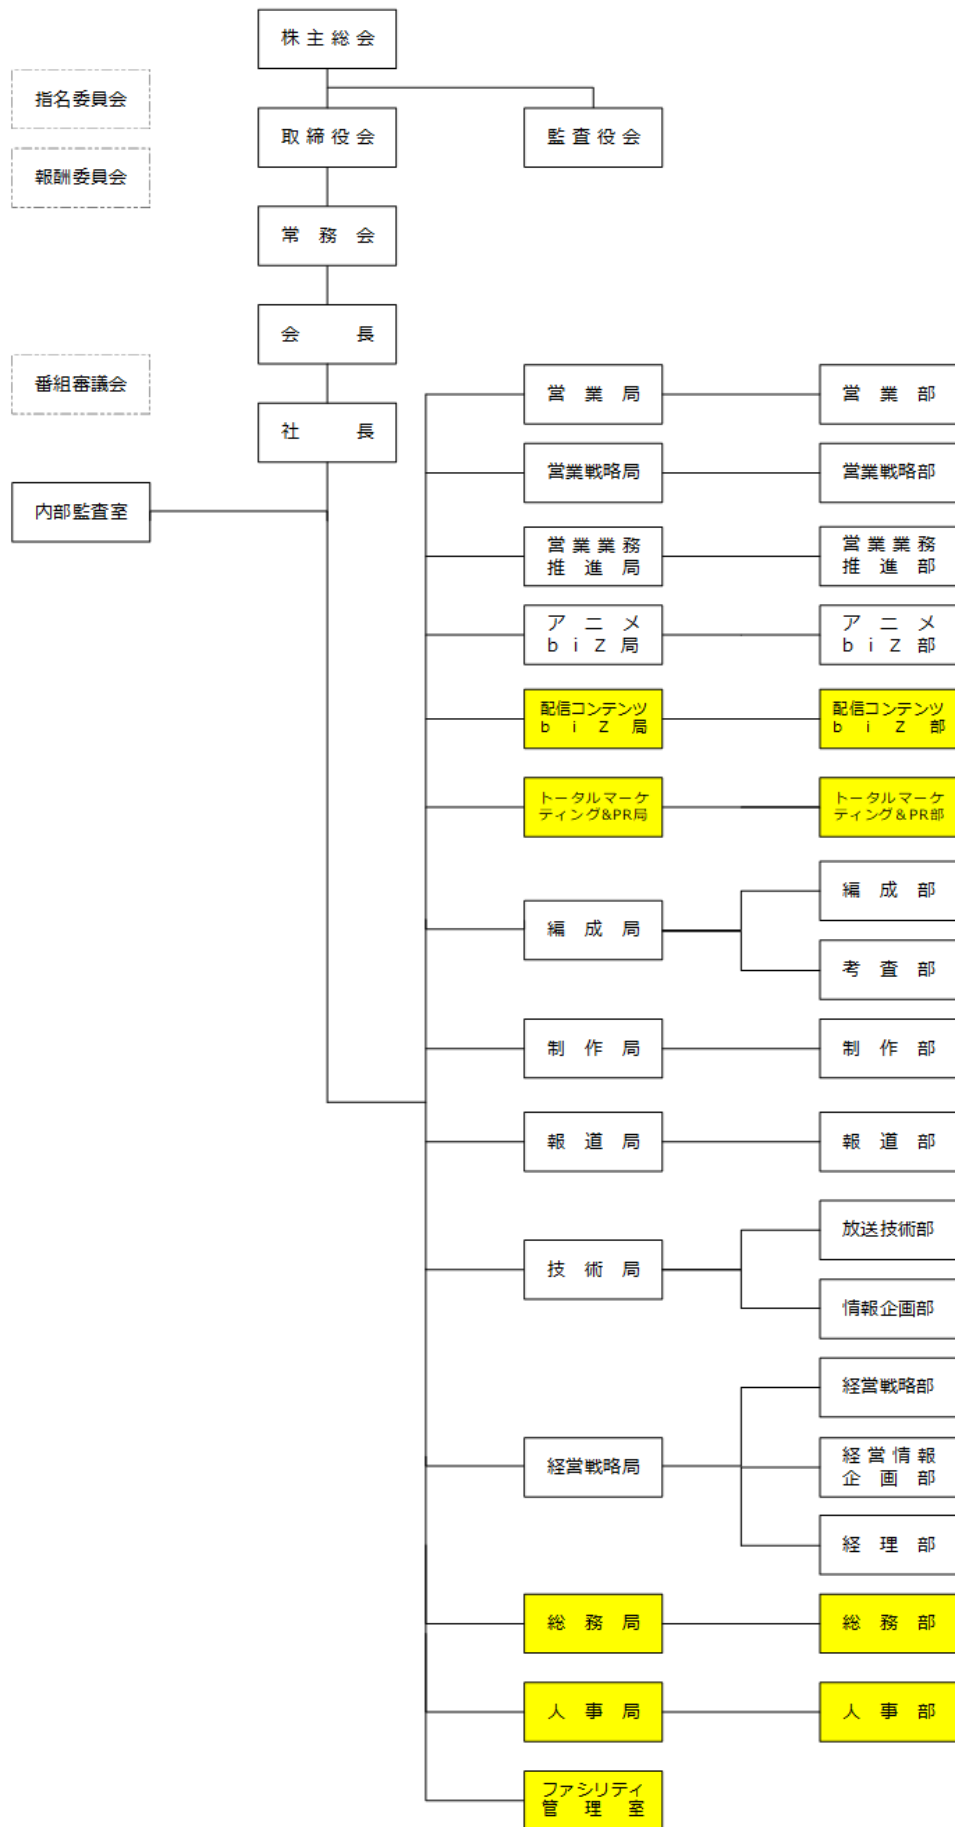 株主総会
指名委員会
取締役会
監査役会
報酬委員会
常務会
会長
番組審議会
社長
内部監査室
営業局
営業部
営業戦略局
営業戦略部
営業業務
推進局
営業業務
推進部
アニメ
biZ局
アニメ
biZ部
配信コンテンツ
biZ局
配信コンテンツ
biZ部
トータルマーケ
ティング&PR局
トータルマーケ
ティング&PR部
編成局
編成部
考査部
制作局
制作部
報道局
報道部
技術局
放送技術部
情報企画部
経営戦略局
経営戦略部
経営情報
企画部
経理部
総務局
総務部
人事局
人事部
ファシリティ
管理室